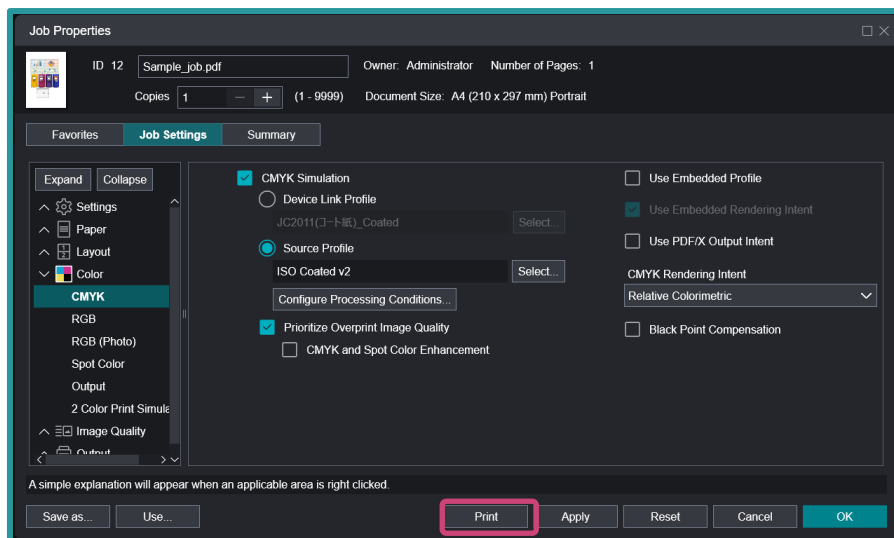 Job Properties
ID 12 Sample_job.pdf Owner: Administrator Number of Pages: 1
Copies 1 (1 - 9999) Document Size: A4 (210 x 297 mm) Portrait
Favorites Job Settings Summary
Expand Collapse
Settings
Paper
Layout
Color
CMYK
RGB
RGB (Photo)
Spot Color
Output
2 Color Print Simula
Image Quality
Output
CMYK Simulation
Device Link Profile
JC2011(コート紙)_Coated Select...
Source Profile
ISO Coated v2 Select...
Configure Processing Conditions...
Prioritize Overprint Image Quality
CMYK and Spot Color Enhancement
Use Embedded Profile
Use Embedded Rendering Intent
Use PDF/X Output Intent
CMYK Rendering Intent
Relative Colorimetric
Black Point Compensation
A simple explanation will appear when an applicable area is right clicked.
Save as... Use... Print Apply Reset Cancel OK